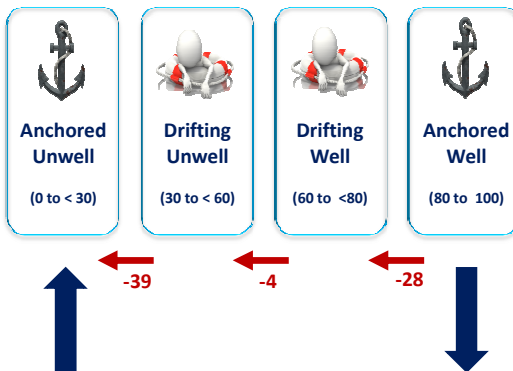 Anchored
Unwell
(0 to < 30)
Drifting
Unwell
(30 to < 60)
Drifting
Well
(60 to <80)
Anchored
Well
(80 to 100)
-39
-4
-28